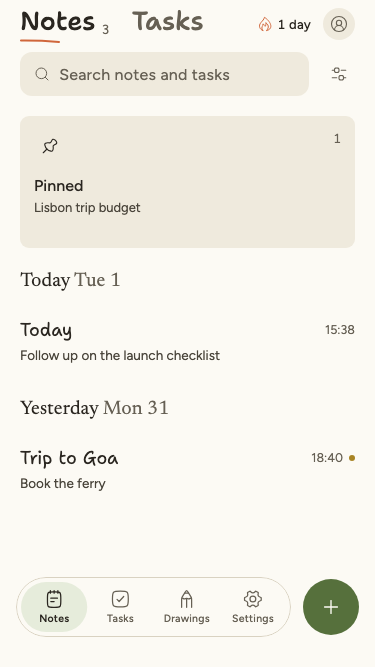 Notes 3 Tasks 1 day
Search notes and tasks
1
Pinned
Lisbon trip budget
Today Tue 1
Today 15:38
Follow up on the launch checklist
Yesterday Mon 31
Trip to Goa 18:40
Book the ferry
Notes Tasks Drawings Settings